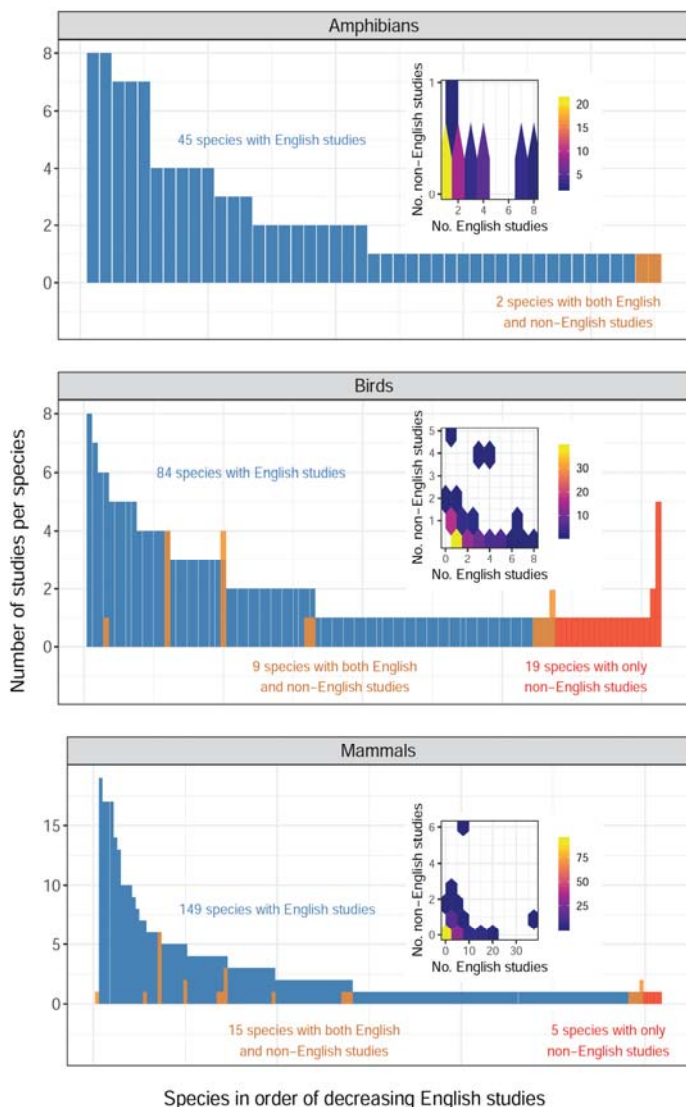 Amphibians
8
6
4
2
0
45 species with English studies
No. non-English studies
1
0
2 4 6 8
No. English studies
20
15
10
5
2 species with both English
and non-English studies
Number of studies per species
Birds
8
6
4
2
0
84 species with English studies
No. non-English studies
5
4
3
2
1
0 2 4 6 8
No. English studies
30
20
10
9 species with both English
and non-English studies
19 species with only
non-English studies
Mammals
15
10
5
0
149 species with English studies
No. non-English studies
6
4
2
0
0 10 20 30
No. English studies
75
50
25
15 species with both English
and non-English studies
5 species with only
non-English studies
Species in order of decreasing English studies